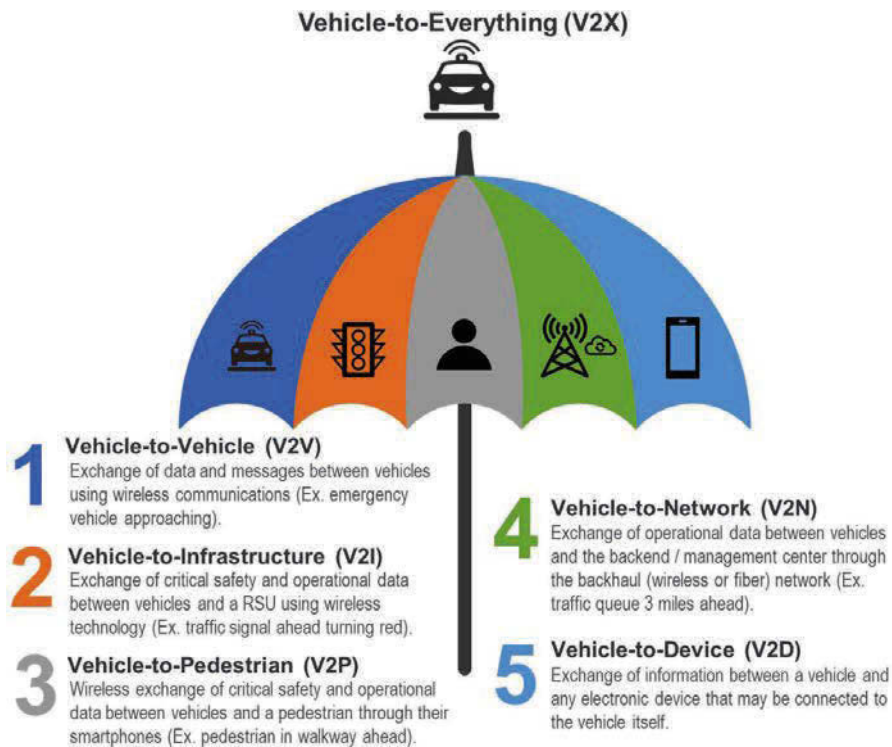 Vehicle-to-Everything (V2X)
1
Vehicle-to-Vehicle (V2V)
Exchange of data and messages between vehicles
using wireless communications (Ex. emergency
vehicle approaching).
2
Vehicle-to-Infrastructure (V2I)
Exchange of critical safety and operational data
between vehicles and a RSU using wireless
technology (Ex. traffic signal ahead turning red).
3
Vehicle-to-Pedestrian (V2P)
Wireless exchange of critical safety and operational
data between vehicles and a pedestrian through their
smartphones (Ex. pedestrian in walkway ahead).
4
Vehicle-to-Network (V2N)
Exchange of operational data between vehicles
and the backend / management center through
the backhaul (wireless or fiber) network (Ex.
traffic queue 3 miles ahead).
5
Vehicle-to-Device (V2D)
Exchange of information between a vehicle and
any electronic device that may be connected to
the vehicle itself.